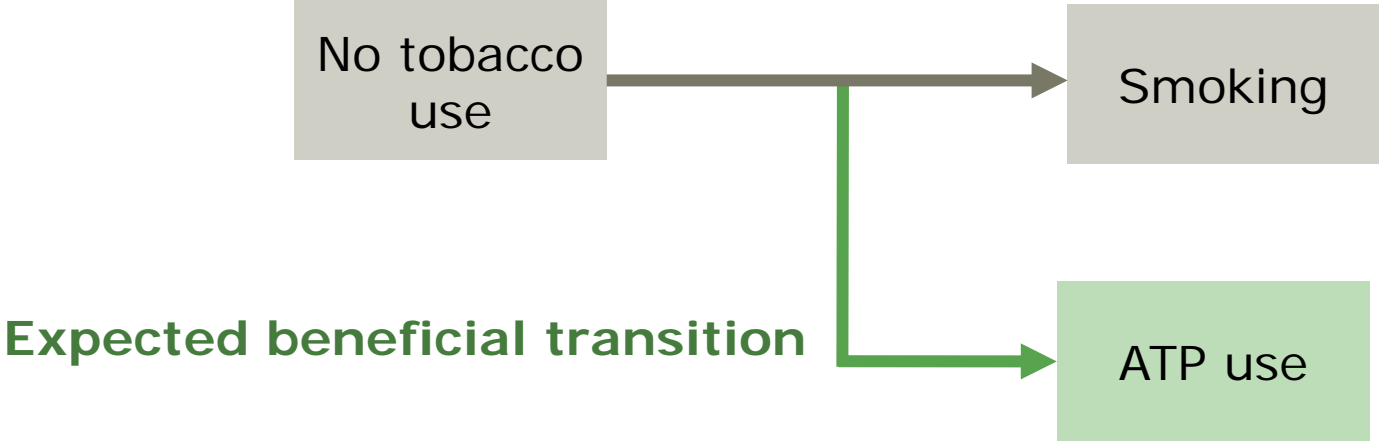 No tobacco
use
Smoking
Expected beneficial transition
ATP use